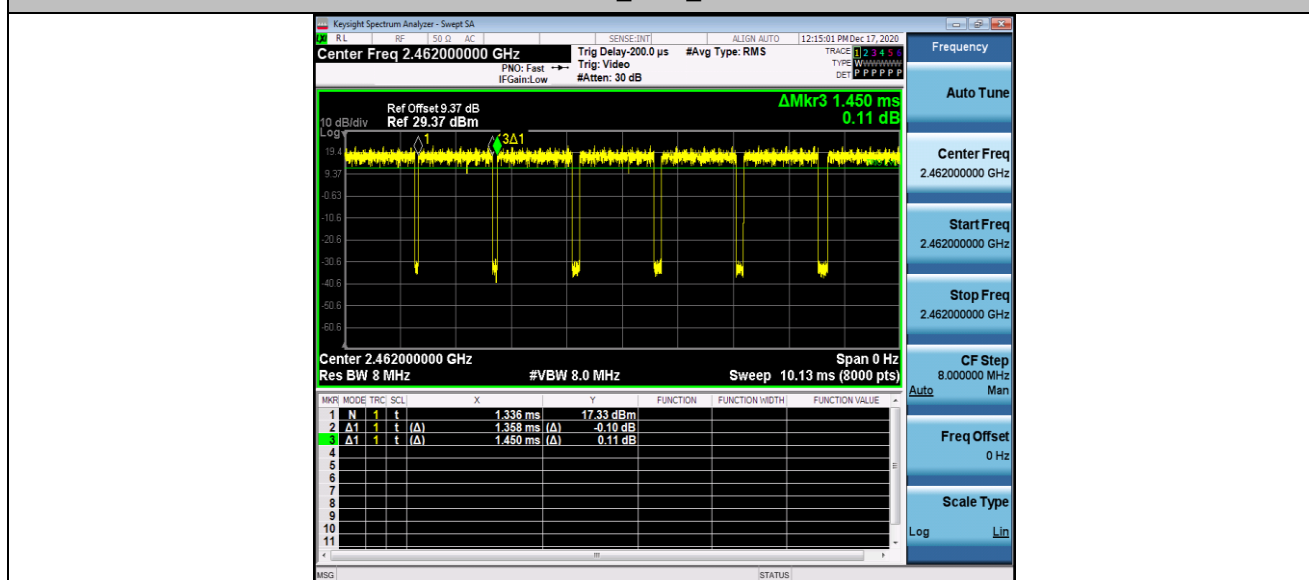 Keysight Spectrum Analyzer - Swept SA
RL RF 50 Ω AC SENSE:INT ALIGN AUTO 12:15:01 PM Dec 17, 2020
Center Freq 2.462000000 GHz
PNO: Fast
IFGain:Low
Trig Delay-200.0 µs
Trig: Video
#Atten: 30 dB
#Avg Type: RMS
TRACE 1 2 3 4 5 6
TYPE WWWWWW
DET P P P P P P
ΔMkr3 1.450 ms
0.11 dB
Ref Offset 9.37 dB
10 dB/div Ref 29.37 dBm
Log
1 3Δ1
19.4
9.37
-0.63
-10.6
-20.6
-30.6
-40.6
-50.6
-60.6
Center 2.462000000 GHz Span 0 Hz
Res BW 8 MHz #VBW 8.0 MHz Sweep 10.13 ms (8000 pts)
MKR MODE TRC SCL X Y FUNCTION FUNCTION WIDTH FUNCTION VALUE
1 N 1 t 1.336 ms 17.33 dBm
2 Δ1 1 t (Δ) 1.358 ms (Δ) -0.10 dB
3 Δ1 1 t (Δ) 1.450 ms (Δ) 0.11 dB
4
5
6
7
8
9
10
11
MSG STATUS
Frequency
Auto Tune
Center Freq
2.462000000 GHz
Start Freq
2.462000000 GHz
Stop Freq
2.462000000 GHz
CF Step
8.000000 MHz
Auto Man
Freq Offset
0 Hz
Scale Type
Log Lin